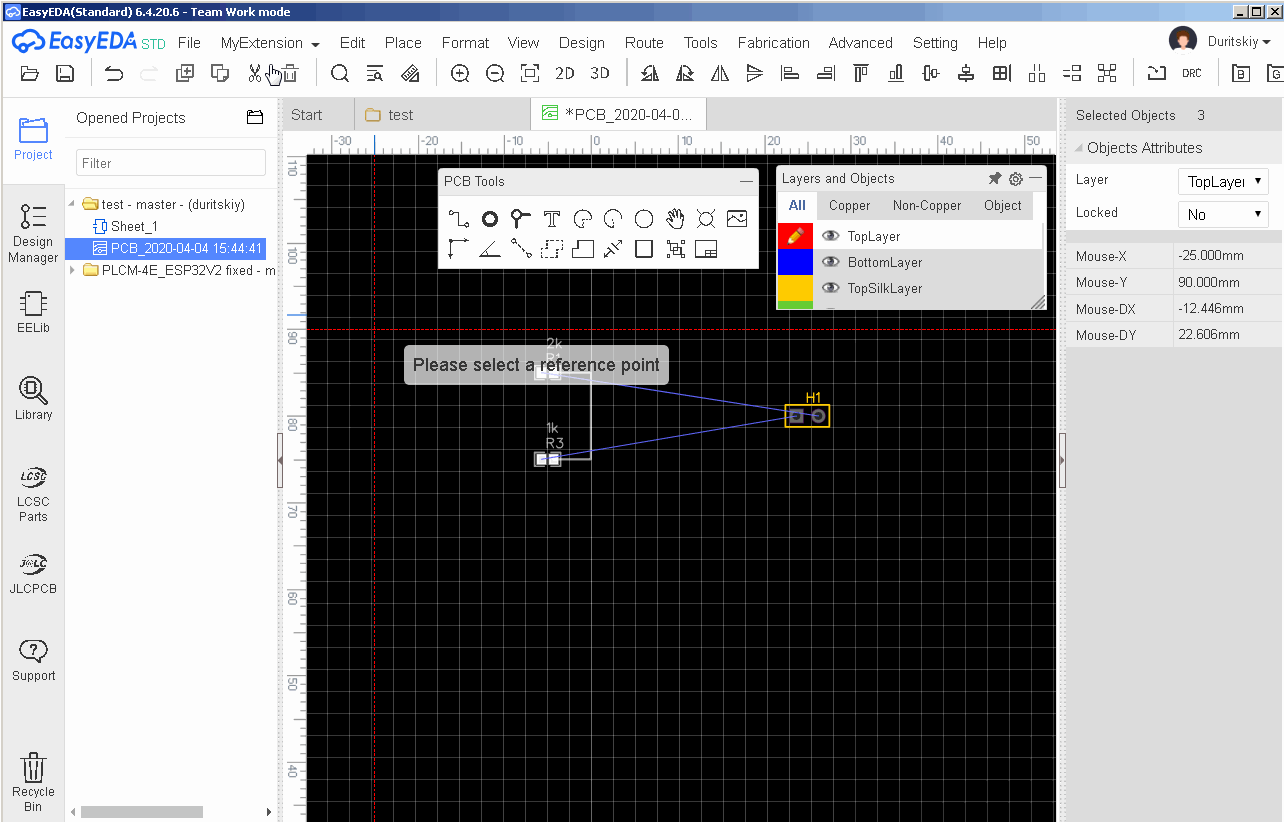 EasyEDA(Standard) 6.4.20.6 - Team Work mode
EasyEDA STD File MyExtension Edit Place Format View Design Route Tools Fabrication Advanced Setting Help Duritskiy
2D 3D DRC B G
Project
Design Manager
EELib
Library
LCSC Parts
JLCPCB
Support
Recycle Bin
Opened Projects
Filter
test - master - (duritskiy)
Sheet_1
PCB_2020-04-04 15:44:41
PLCM-4E_ESP32V2 fixed - m
Start test *PCB_2020-04-0...
-30 -20 -10 0 10 20 30 40 50
110
100
90
80
70
60
50
40
PCB Tools
Layers and Objects
All Copper Non-Copper Object
TopLayer
BottomLayer
TopSilkLayer
2k
R1
Please select a reference point
H1
1k
R3
Selected Objects 3
Objects Attributes
Layer TopLayer
Locked No
Mouse-X -25.000mm
Mouse-Y 90.000mm
Mouse-DX -12.446mm
Mouse-DY 22.606mm